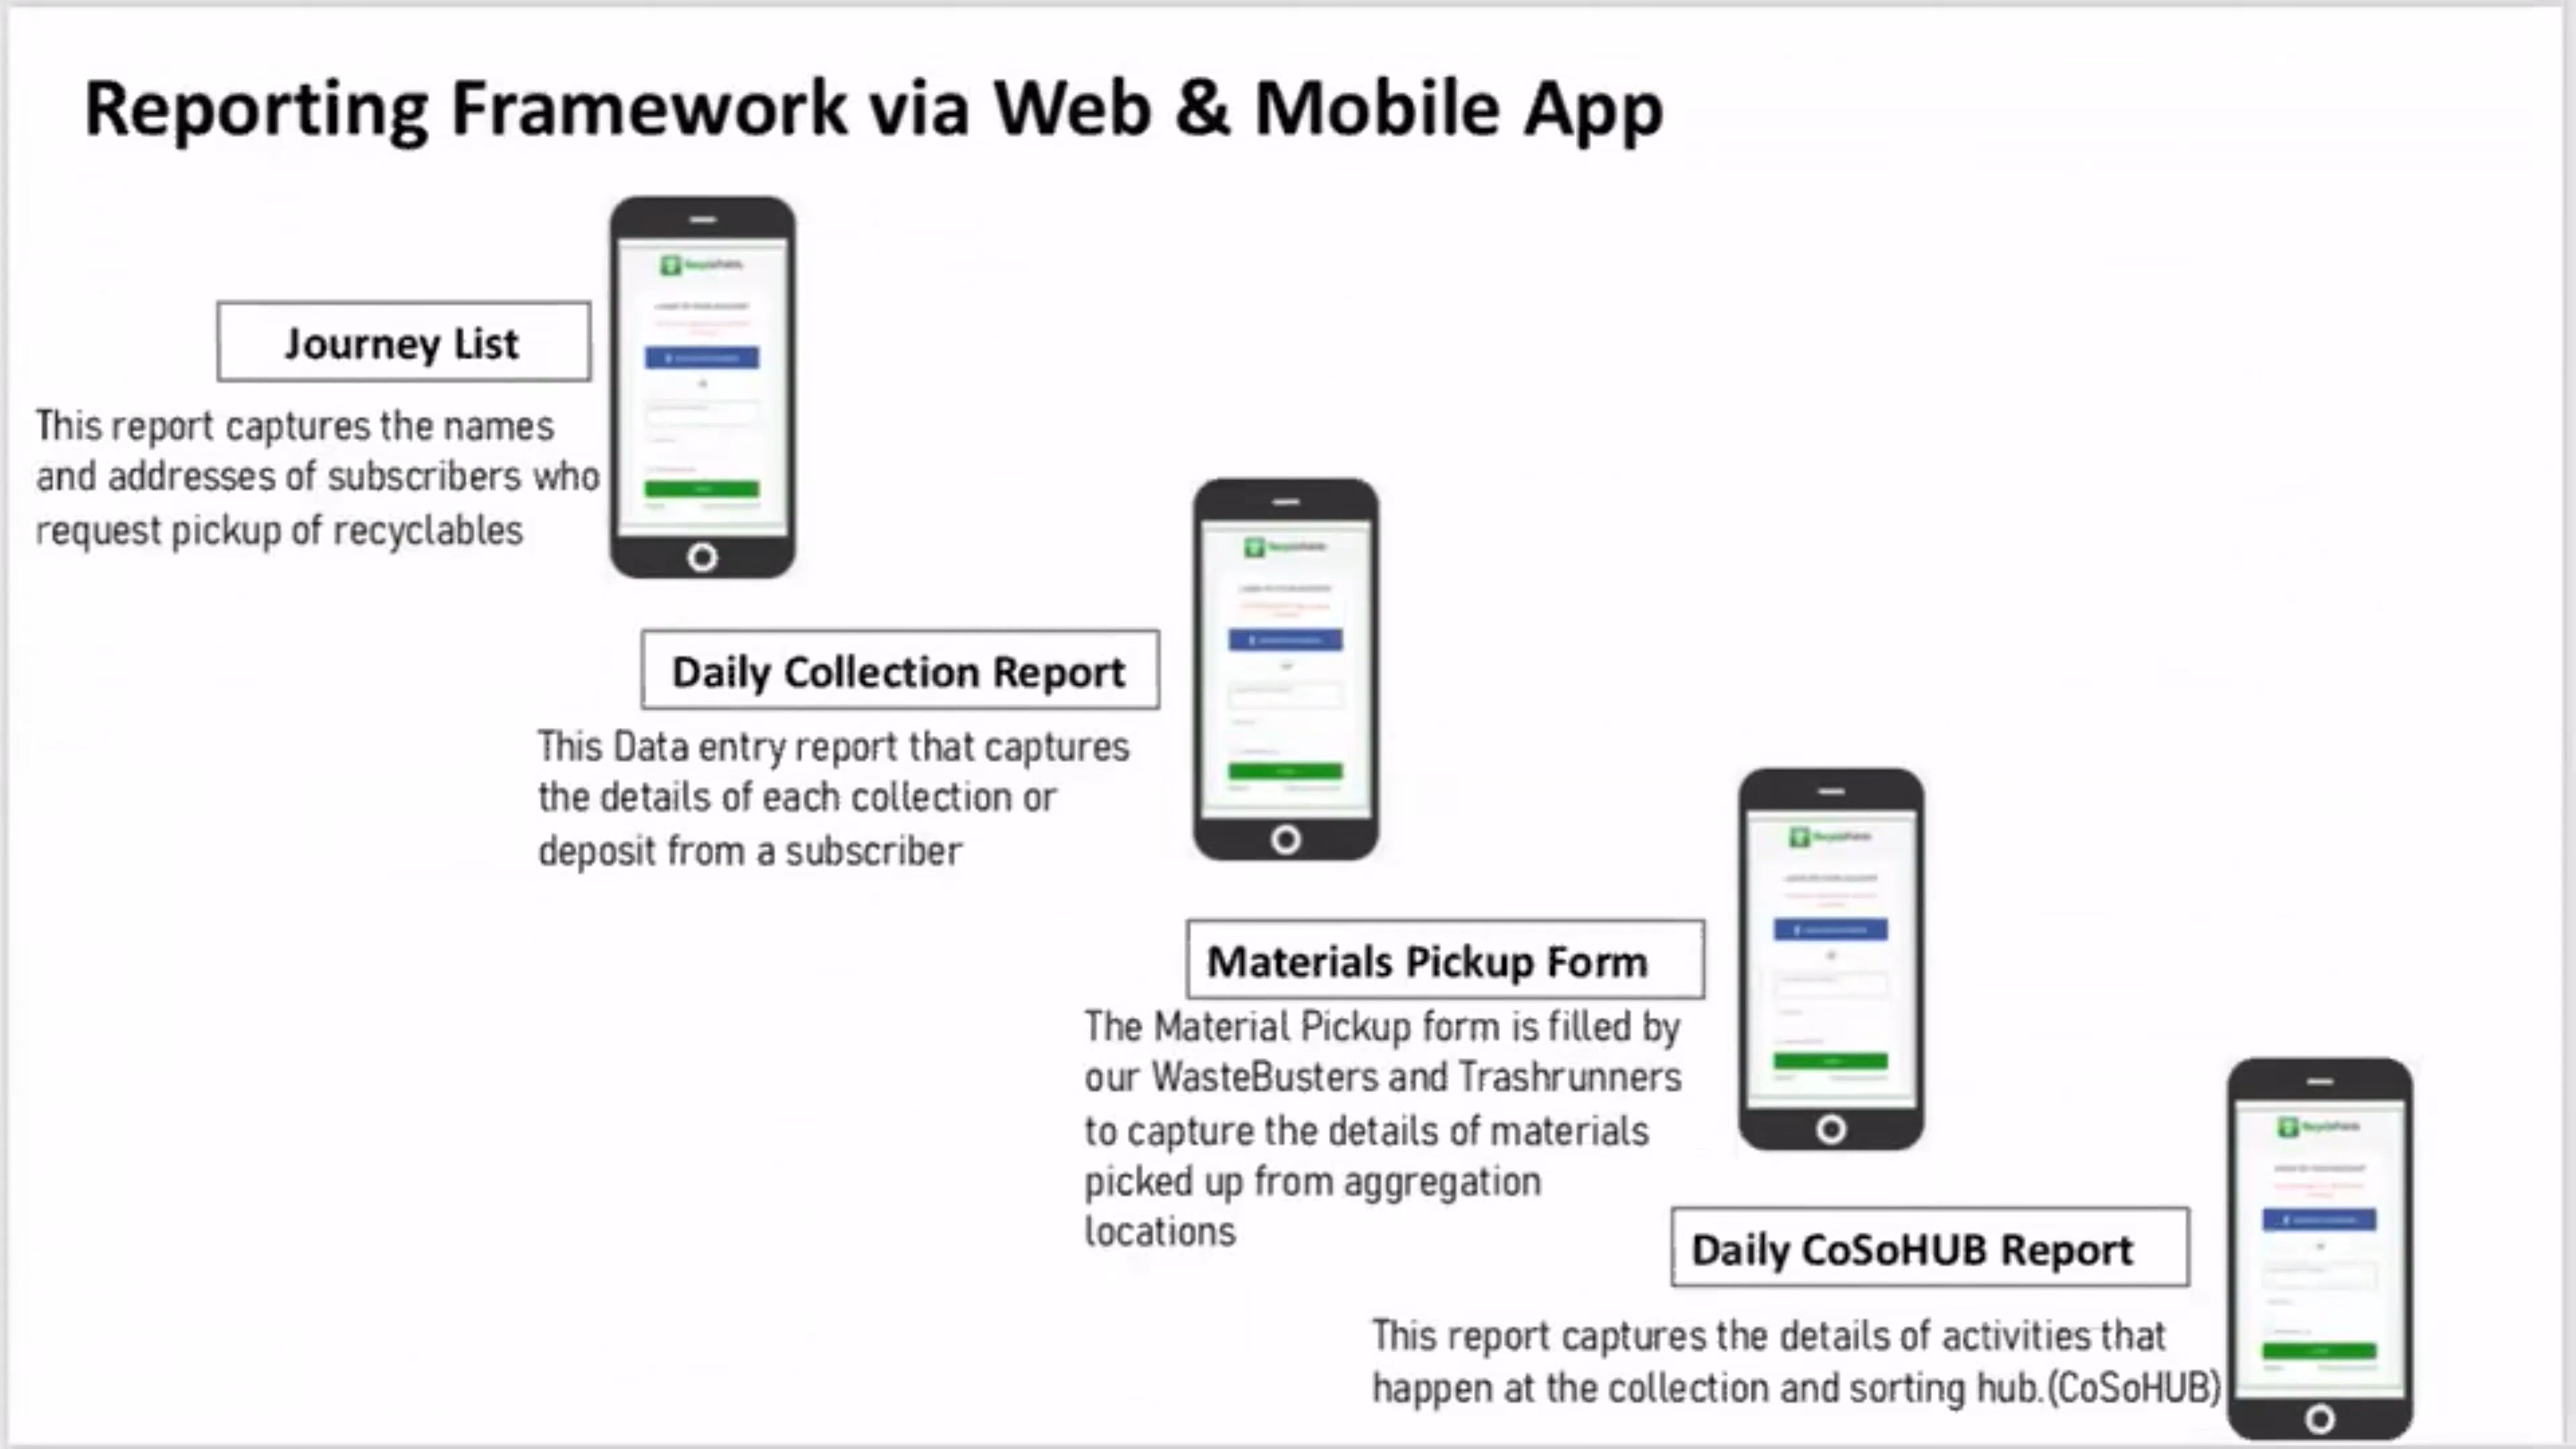 Reporting Framework via Web & Mobile App
Journey List
This report captures the names
and addresses of subscribers who
request pickup of recyclables
Daily Collection Report
This Data entry report that captures
the details of each collection or
deposit from a subscriber
Materials Pickup Form
The Material Pickup form is filled by
our WasteBusters and Trashrunners
to capture the details of materials
picked up from aggregation
locations
Daily CoSoHUB Report
This report captures the details of activities that
happen at the collection and sorting hub.(CoSoHUB)